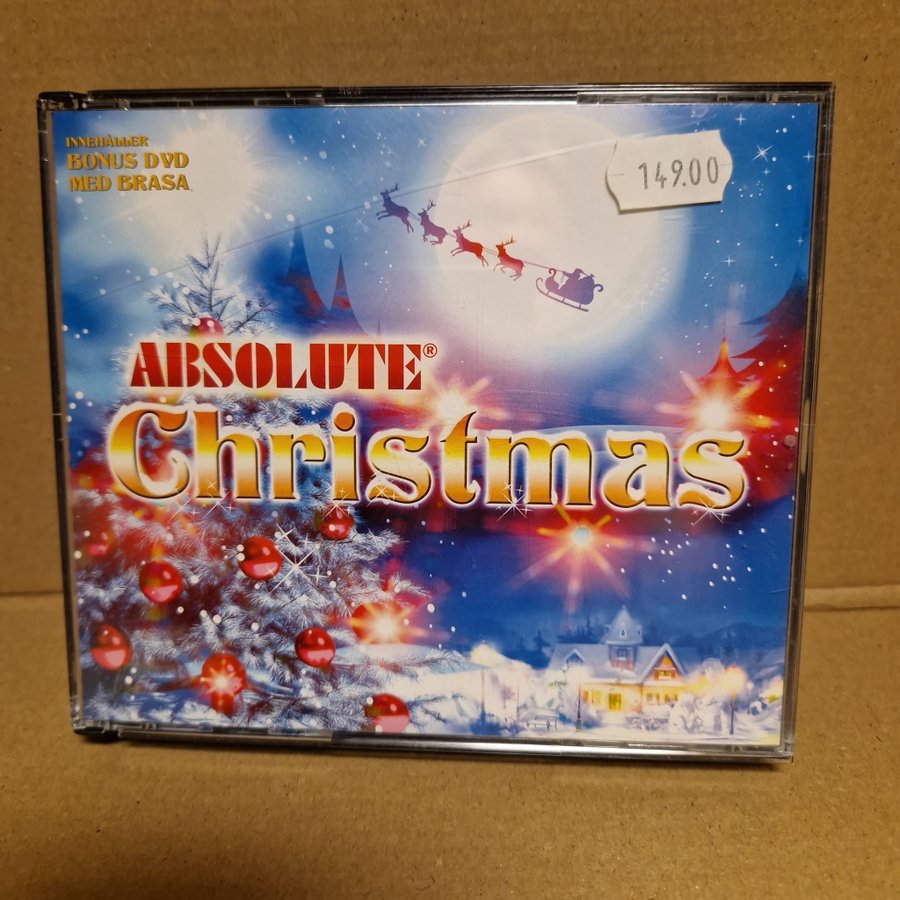 INNEHÅLLER
BONUS DVD
MED BRASA
149.00
ABSOLUTE®
Christmas